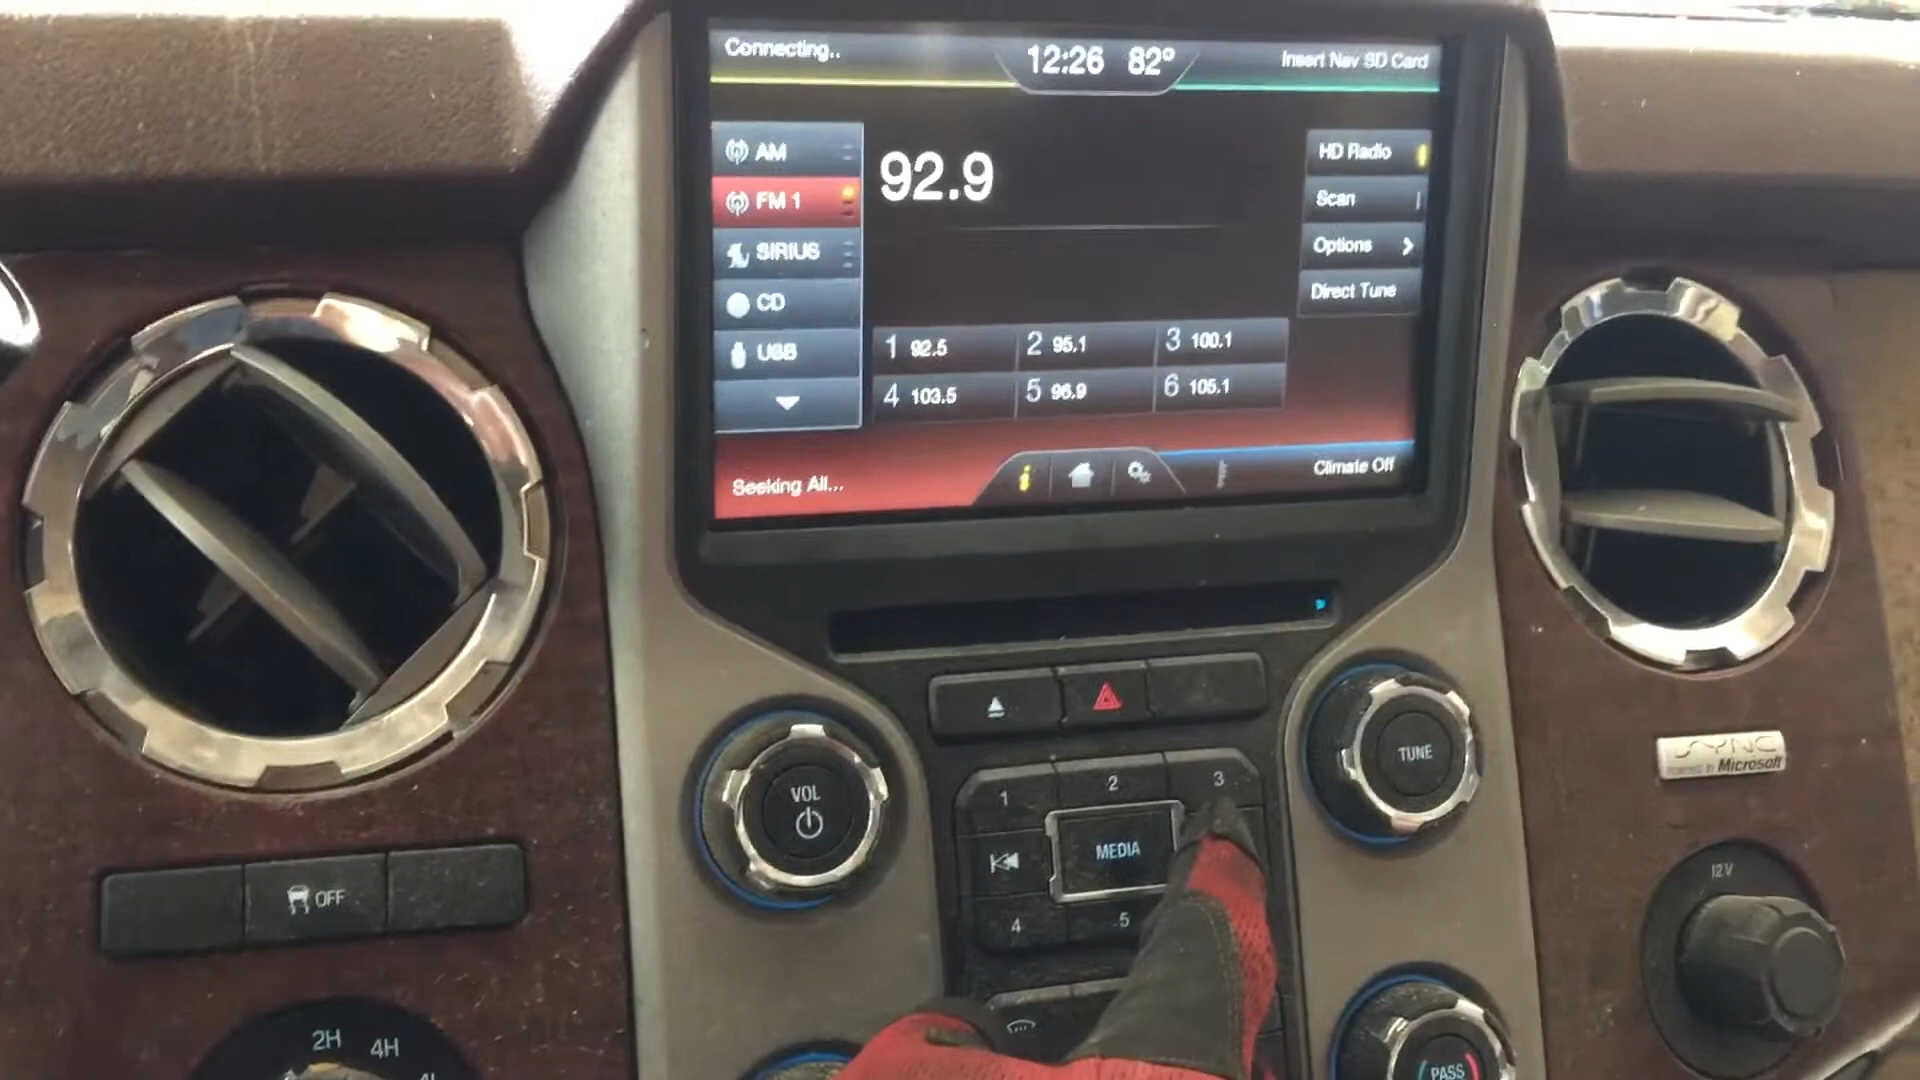 Connecting..
12:26 82°
Insert Nav SD Card
AM
FM 1
SIRIUS
CD
USB
92.9
HD Radio
Scan
Options
Direct Tune
1 92.5
2 95.1
3 100.1
4 103.5
5 96.9
6 105.1
Seeking All...
i
Climate Off
VOL
1
2
3
MEDIA
4
5
TUNE
SYNC
POWERED BY Microsoft
12V
OFF
2H
4H
PASS